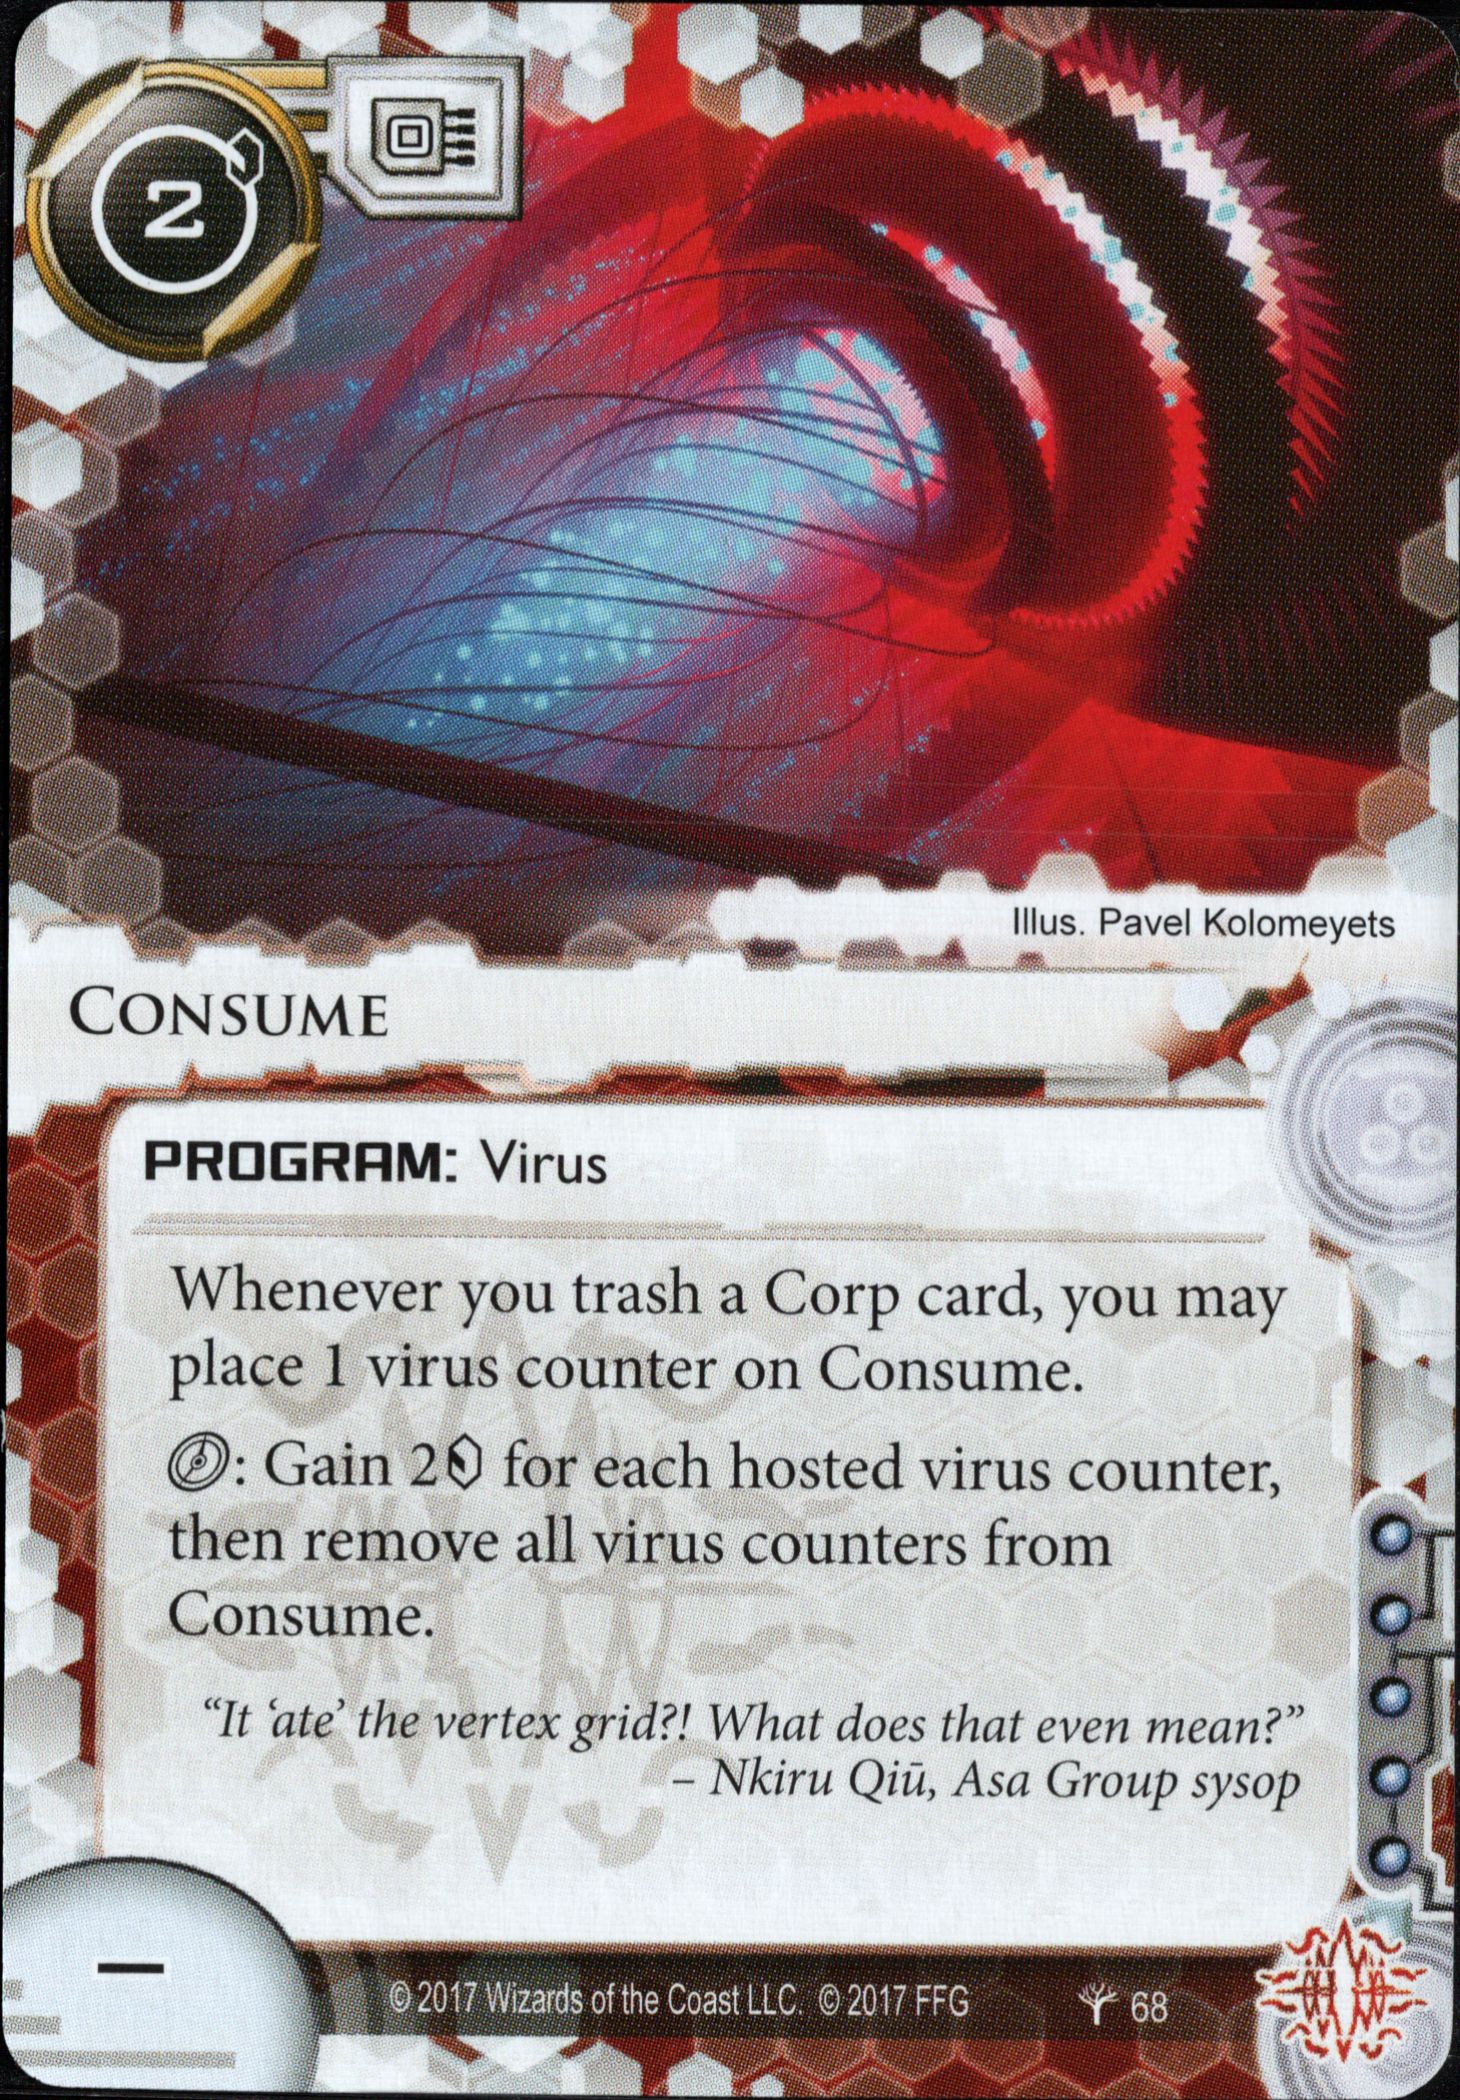 2
Illus. Pavel Kolomeyets
CONSUME
PROGRAM: Virus
Whenever you trash a Corp card, you may
place 1 virus counter on Consume.
: Gain 2 for each hosted virus counter,
then remove all virus counters from
Consume.
“It ‘ate’ the vertex grid?! What does that even mean?”
– Nkiru Qiū, Asa Group sysop
–
© 2017 Wizards of the Coast LLC. © 2017 FFG 68